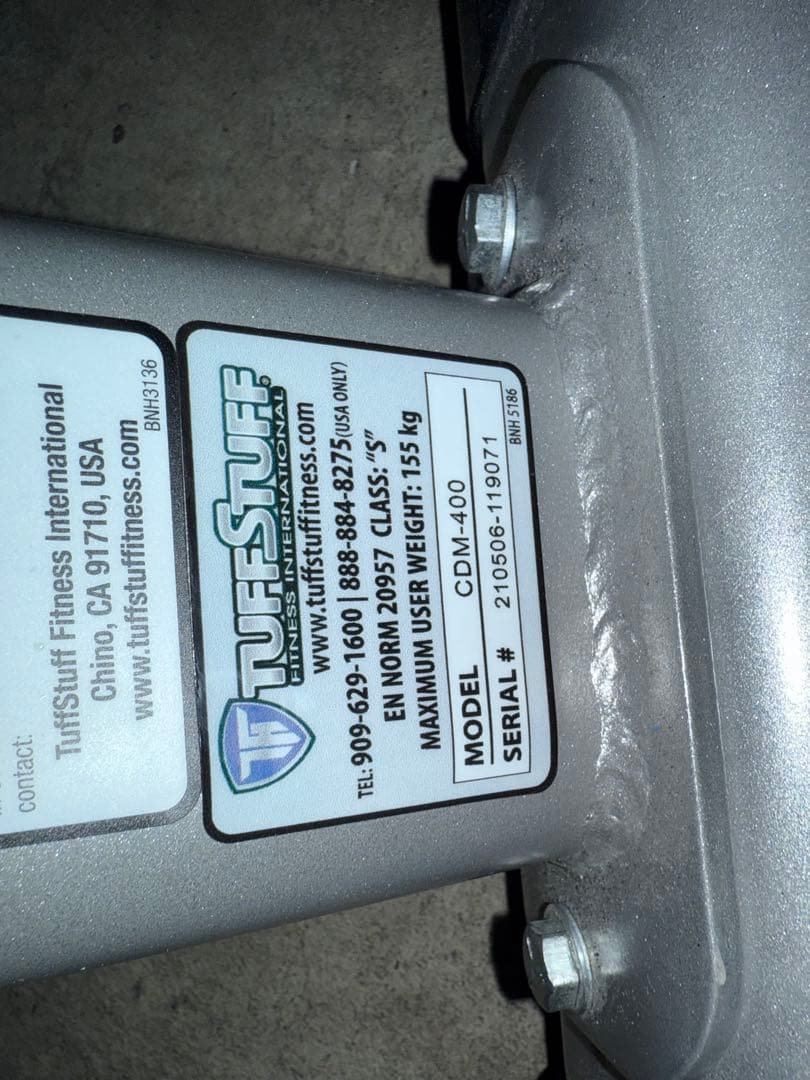 contact:
TuffStuff Fitness International
Chino, CA 91710, USA
www.tuffstuffitness.com
BNH3136
TUFFSTUFF®
FITNESS INTERNATIONAL
www.tuffstuffitness.com
TEL: 909-629-1600 | 888-884-8275 (USA ONLY)
EN NORM 20957 CLASS: "S"
MAXIMUM USER WEIGHT: 155 kg
MODEL CDM-400
SERIAL # 210506-119071
BNH 5186